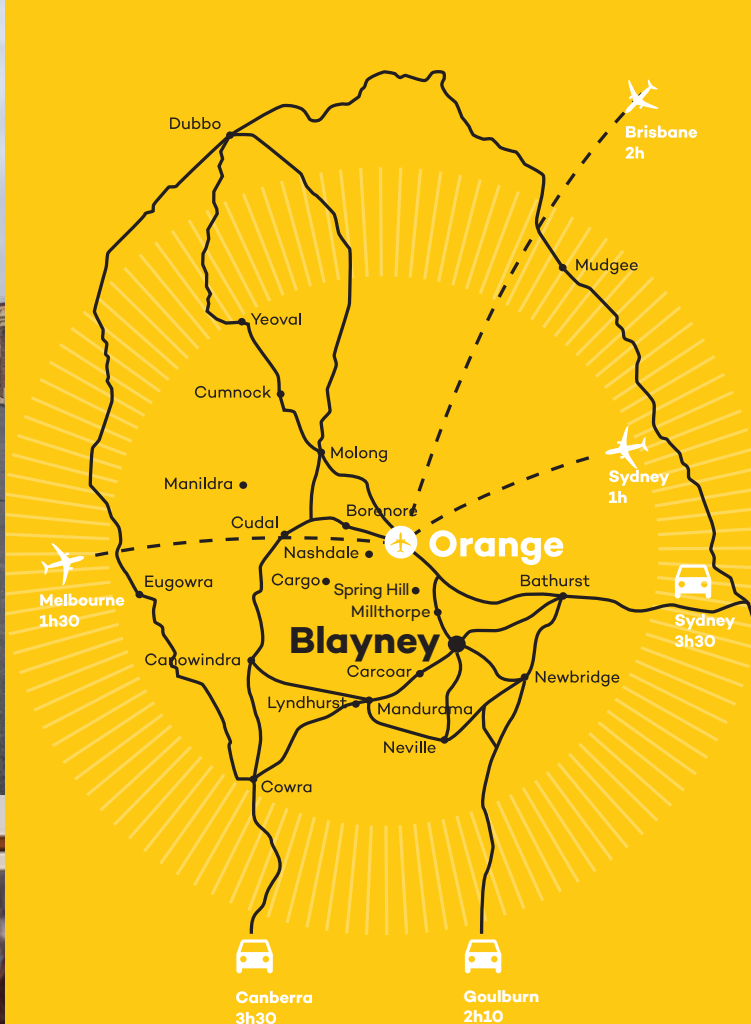 Dubbo
Brisbane
2h
Mudgee
Yeoval
Cumnock
Molong
Manildra
Sydney
1h
Borenore
Cudal
Orange
Nashdale
Melbourne
1h30
Eugowra
Cargo
Spring Hill
Bathurst
Millthorpe
Sydney
3h30
Blayney
Canowindra
Carcoar
Newbridge
Lyndhurst
Mandurama
Neville
Cowra
Canberra
3h30
Goulburn
2h10